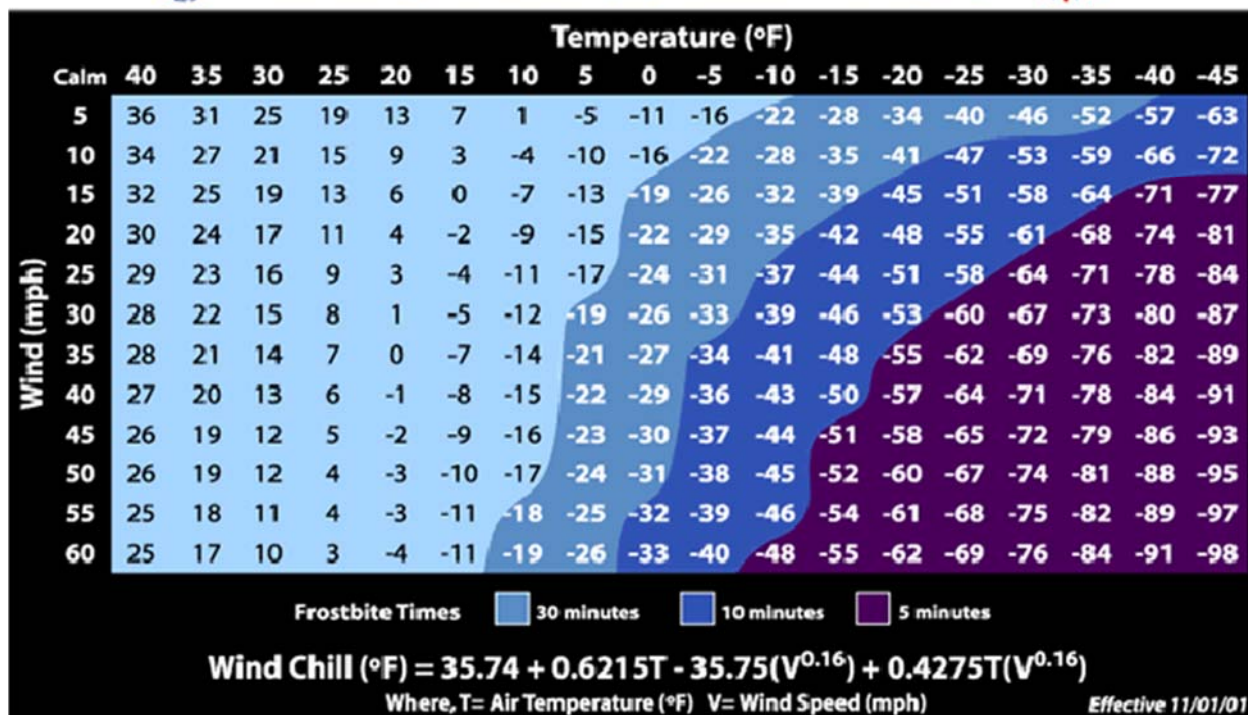 Temperature (ºF)
Calm 40 35 30 25 20 15 10 5 0 -5 -10 -15 -20 -25 -30 -35 -40 -45
5 36 31 25 19 13 7 1 -5 -11 -16 -22 -28 -34 -40 -46 -52 -57 -63
10 34 27 21 15 9 3 -4 -10 -16 -22 -28 -35 -41 -47 -53 -59 -66 -72
15 32 25 19 13 6 0 -7 -13 -19 -26 -32 -39 -45 -51 -58 -64 -71 -77
20 30 24 17 11 4 -2 -9 -15 -22 -29 -35 -42 -48 -55 -61 -68 -74 -81
25 29 23 16 9 3 -4 -11 -17 -24 -31 -37 -44 -51 -58 -64 -71 -78 -84
30 28 22 15 8 1 -5 -12 -19 -26 -33 -39 -46 -53 -60 -67 -73 -80 -87
35 28 21 14 7 0 -7 -14 -21 -27 -34 -41 -48 -55 -62 -69 -76 -82 -89
40 27 20 13 6 -1 -8 -15 -22 -29 -36 -43 -50 -57 -64 -71 -78 -84 -91
45 26 19 12 5 -2 -9 -16 -23 -30 -37 -44 -51 -58 -65 -72 -79 -86 -93
50 26 19 12 4 -3 -10 -17 -24 -31 -38 -45 -52 -60 -67 -74 -81 -88 -95
55 25 18 11 4 -3 -11 -18 -25 -32 -39 -46 -54 -61 -68 -75 -82 -89 -97
60 25 17 10 3 -4 -11 -19 -26 -33 -40 -48 -55 -62 -69 -76 -84 -91 -98
Wind (mph)
Frostbite Times 30 minutes 10 minutes 5 minutes
Wind Chill (ºF) = 35.74 + 0.6215T - 35.75(V^0.16) + 0.4275T(V^0.16)
Where, T= Air Temperature (ºF) V= Wind Speed (mph) Effective 11/01/01